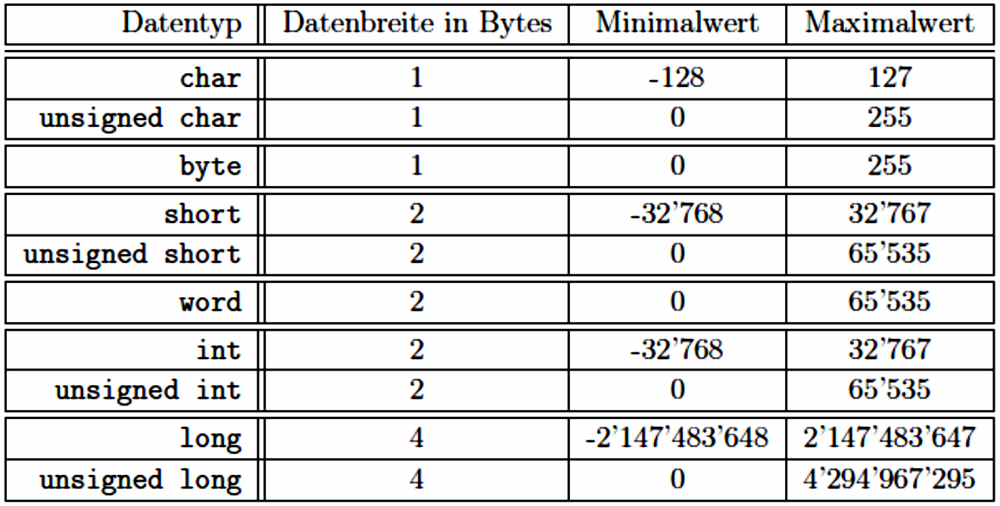 Datentyp Datenbreite in Bytes Minimalwert Maximalwert
char 1 -128 127
unsigned char 1 0 255
byte 1 0 255
short 2 -32'768 32'767
unsigned short 2 0 65'535
word 2 0 65'535
int 2 -32'768 32'767
unsigned int 2 0 65'535
long 4 -2'147'483'648 2'147'483'647
unsigned long 4 0 4'294'967'295